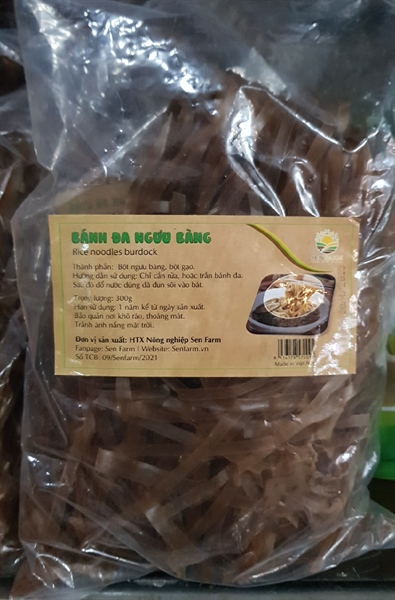 BÁNH ĐA NGƯU BÀNG
Rice noodles burdock
Thành phần: Bột ngưu bàng, bột gạo.
Hướng dẫn sử dụng: Chỉ cần rửa, hoặc trần bánh đa.
Sau đó đổ nước dùng đã đun sôi vào bát.
Trọng lượng: 300g
Hạn sử dụng: 1 năm kể từ ngày sản xuất.
Bảo quản nơi khô ráo, thoáng mát.
Tránh ánh nắng mặt trời.
Đơn vị sản xuất: HTX Nông nghiệp Sen Farm
Fanpage: Sen Farm | Website: Senfarm.vn
Số TCB: 09/Senfarm/2021
Made in